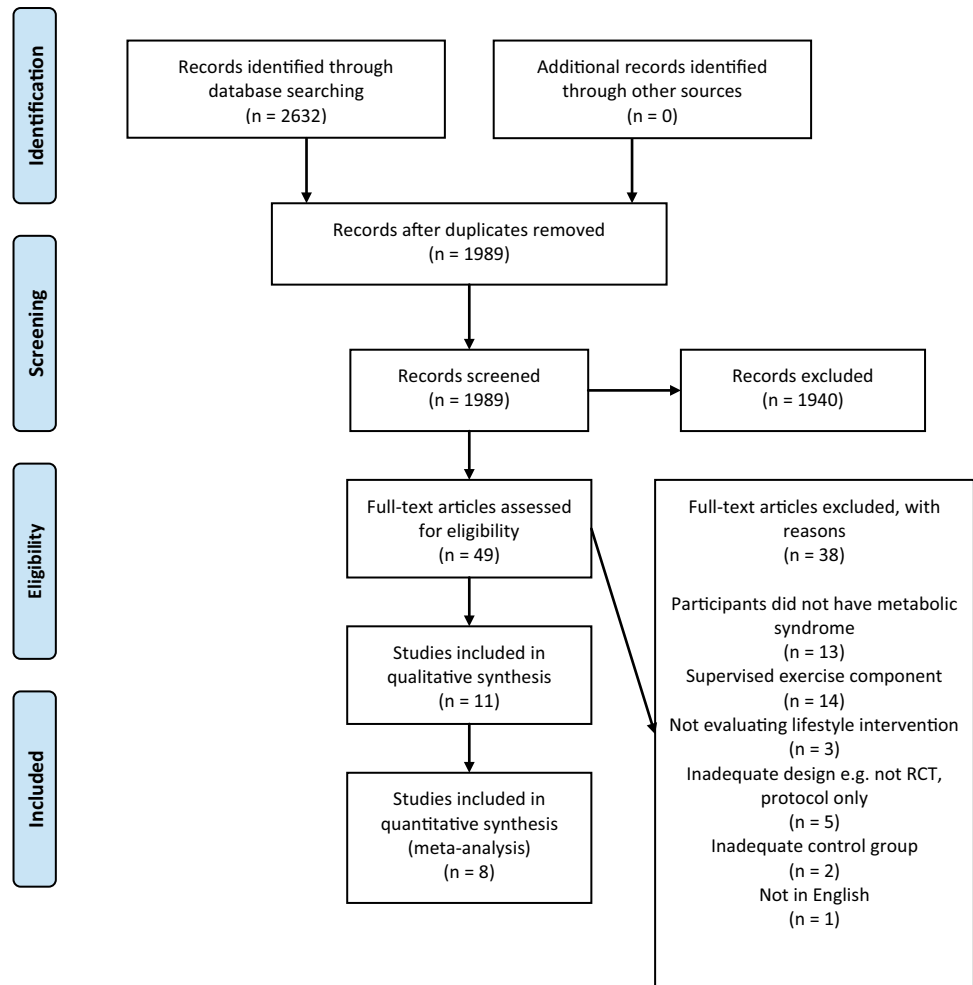 Identification
Records identified through
database searching
(n = 2632)
Additional records identified
through other sources
(n = 0)
Records after duplicates removed
(n = 1989)
Screening
Records screened
(n = 1989)
Records excluded
(n = 1940)
Eligibility
Full-text articles assessed
for eligibility
(n = 49)
Full-text articles excluded, with
reasons
(n = 38)
Participants did not have metabolic
syndrome
(n = 13)
Supervised exercise component
(n = 14)
Not evaluating lifestyle intervention
(n = 3)
Inadequate design e.g. not RCT,
protocol only
(n = 5)
Inadequate control group
(n = 2)
Not in English
(n = 1)
Studies included in
qualitative synthesis
(n = 11)
Included
Studies included in
quantitative synthesis
(meta-analysis)
(n = 8)